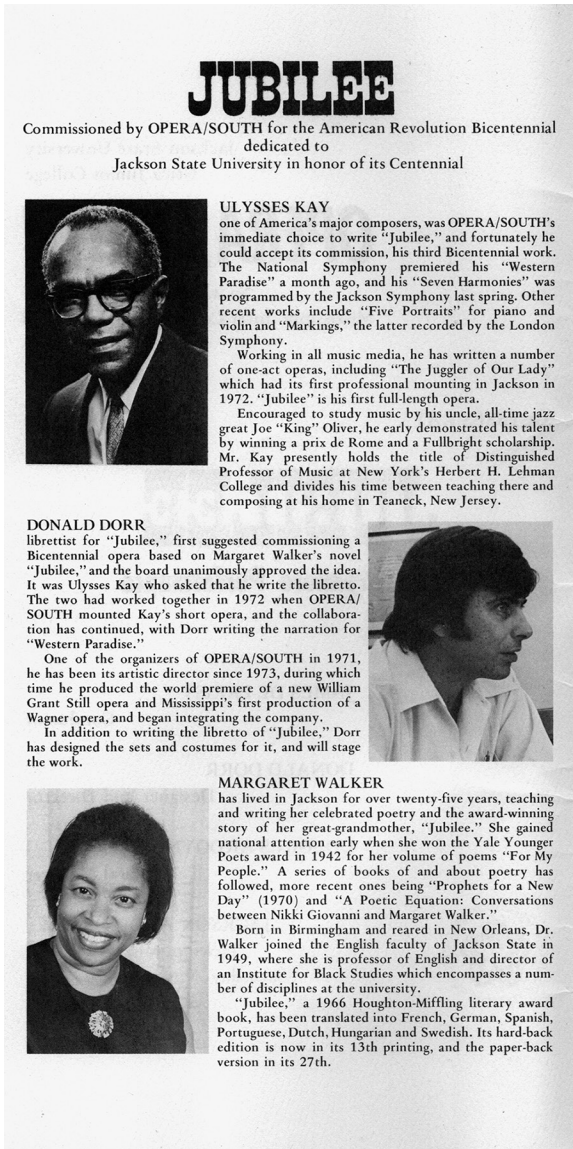 JUBILEE
Commissioned by OPERA/SOUTH for the American Revolution Bicentennial
dedicated to
Jackson State University in honor of its Centennial
ULYSSES KAY
one of America's major composers, was OPERA/SOUTH's
immediate choice to write "Jubilee," and fortunately he
could accept its commission, his third Bicentennial work.
The National Symphony premiered his "Western
Paradise" a month ago, and his "Seven Harmonies" was
programmed by the Jackson Symphony last spring. Other
recent works include "Five Portraits" for piano and
violin and "Markings," the latter recorded by the London
Symphony.
Working in all music media, he has written a number
of one-act operas, including "The Juggler of Our Lady"
which had its first professional mounting in Jackson in
1972. "Jubilee" is his first full-length opera.
Encouraged to study music by his uncle, all-time jazz
great Joe "King" Oliver, he early demonstrated his talent
by winning a prix de Rome and a Fullbright scholarship.
Mr. Kay presently holds the title of Distinguished
Professor of Music at New York's Herbert H. Lehman
College and divides his time between teaching there and
composing at his home in Teaneck, New Jersey.
DONALD DORR
librettist for "Jubilee," first suggested commissioning a
Bicentennial opera based on Margaret Walker's novel
"Jubilee," and the board unanimously approved the idea.
It was Ulysses Kay who asked that he write the libretto.
The two had worked together in 1972 when OPERA/
SOUTH mounted Kay's short opera, and the collabora-
tion has continued, with Dorr writing the narration for
"Western Paradise."
One of the organizers of OPERA/SOUTH in 1971,
he has been its artistic director since 1973, during which
time he produced the world premiere of a new William
Grant Still opera and Mississippi's first production of a
Wagner opera, and began integrating the company.
In addition to writing the libretto of "Jubilee," Dorr
has designed the sets and costumes for it, and will stage
the work.
MARGARET WALKER
has lived in Jackson for over twenty-five years, teaching
and writing her celebrated poetry and the award-winning
story of her great-grandmother, "Jubilee." She gained
national attention early when she won the Yale Younger
Poets award in 1942 for her volume of poems "For My
People." A series of books of and about poetry has
followed, more recent ones being "Prophets for a New
Day" (1970) and "A Poetic Equation: Conversations
between Nikki Giovanni and Margaret Walker."
Born in Birmingham and reared in New Orleans, Dr.
Walker joined the English faculty of Jackson State in
1949, where she is professor of English and director of
an Institute for Black Studies which encompasses a num-
ber of disciplines at the university.
"Jubilee," a 1966 Houghton-Miffling literary award
book, has been translated into French, German, Spanish,
Portuguese, Dutch, Hungarian and Swedish. Its hard-back
edition is now in its 13th printing, and the paper-back
version in its 27th.